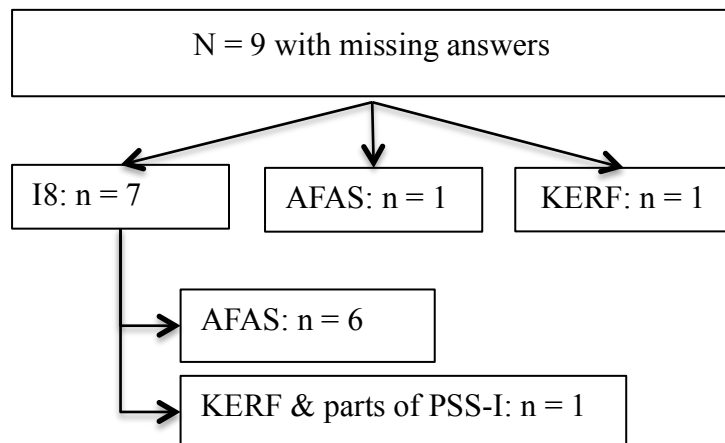 N = 9 with missing answers
I8: n = 7
AFAS: n = 1
KERF: n = 1
AFAS: n = 6
KERF & parts of PSS-I: n = 1